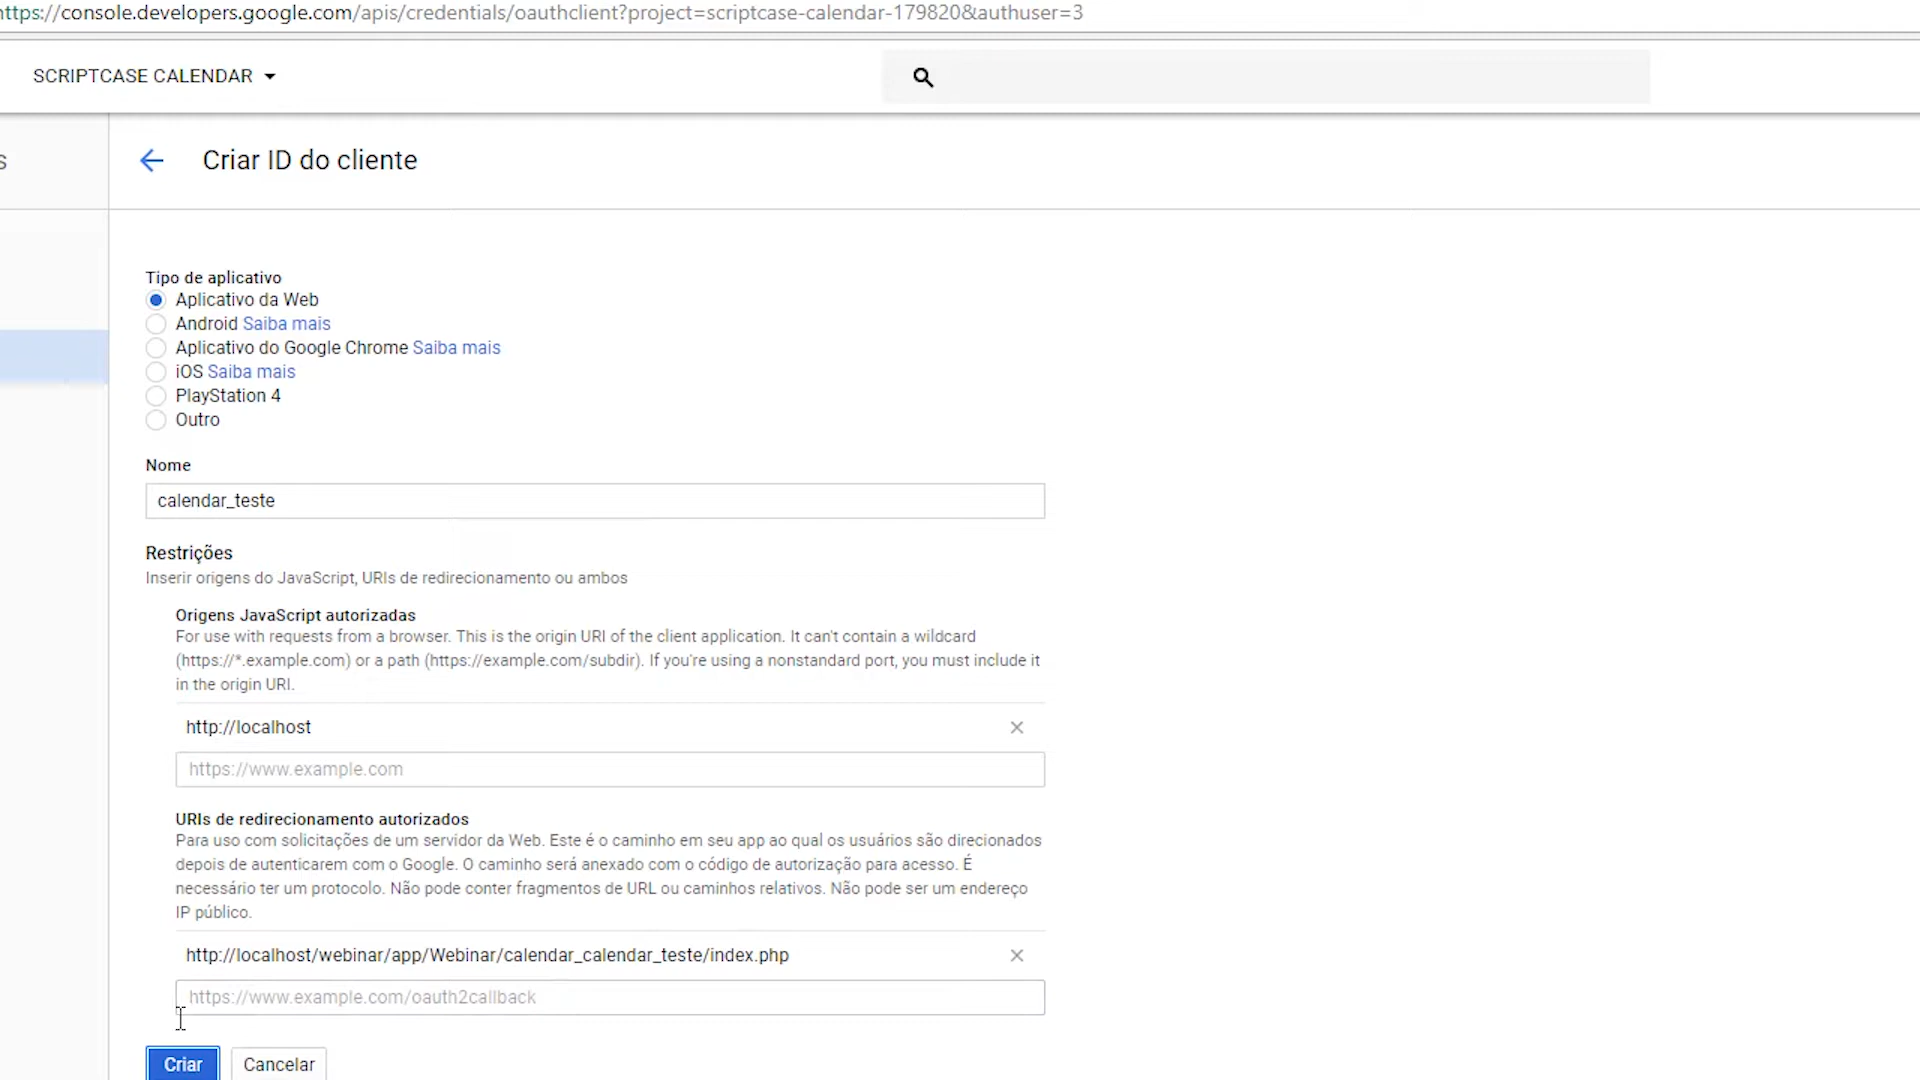 https://console.developers.google.com/apis/credentials/oauthclient?project=scriptcase-calendar-179820&authuser=3
SCRIPTCASE CALENDAR
s
Criar ID do cliente
Tipo de aplicativo
Aplicativo da Web
Android Saiba mais
Aplicativo do Google Chrome Saiba mais
iOS Saiba mais
PlayStation 4
Outro
Nome
calendar_teste
Restrições
Inserir origens do JavaScript, URIs de redirecionamento ou ambos
Origens JavaScript autorizadas
For use with requests from a browser. This is the origin URI of the client application. It can't contain a wildcard
(https://*.example.com) or a path (https://example.com/subdir). If you're using a nonstandard port, you must include it
in the origin URI.
http://localhost
https://www.example.com
URIs de redirecionamento autorizados
Para uso com solicitações de um servidor da Web. Este é o caminho em seu app ao qual os usuários são direcionados
depois de autenticarem com o Google. O caminho será anexado com o código de autorização para acesso. É
necessário ter um protocolo. Não pode conter fragmentos de URL ou caminhos relativos. Não pode ser um endereço
IP público.
http://localhost/webinar/app/Webinar/calendar_calendar_teste/index.php
https://www.example.com/oauth2callback
Criar
Cancelar